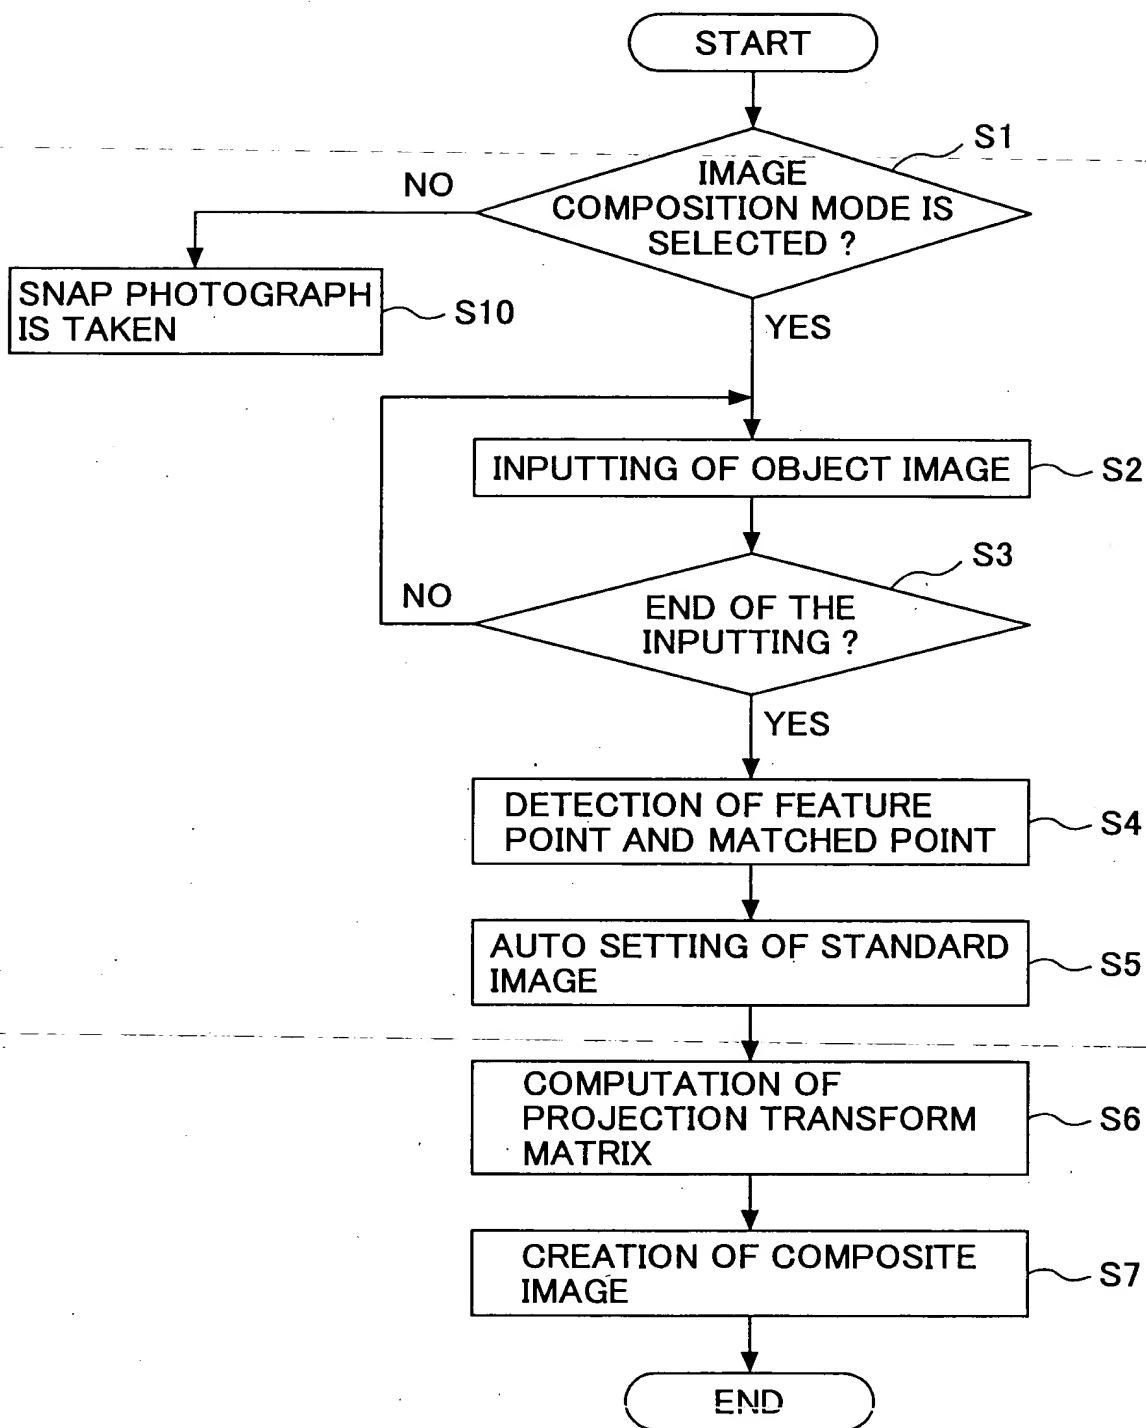 START
S1
IMAGE
COMPOSITION MODE IS
SELECTED ?
NO
SNAP PHOTOGRAPH
IS TAKEN
S10
YES
INPUTTING OF OBJECT IMAGE
S2
S3
NO
END OF THE
INPUTTING ?
YES
DETECTION OF FEATURE
POINT AND MATCHED POINT
S4
AUTO SETTING OF STANDARD
IMAGE
S5
COMPUTATION OF
PROJECTION TRANSFORM
MATRIX
S6
CREATION OF COMPOSITE
IMAGE
S7
END